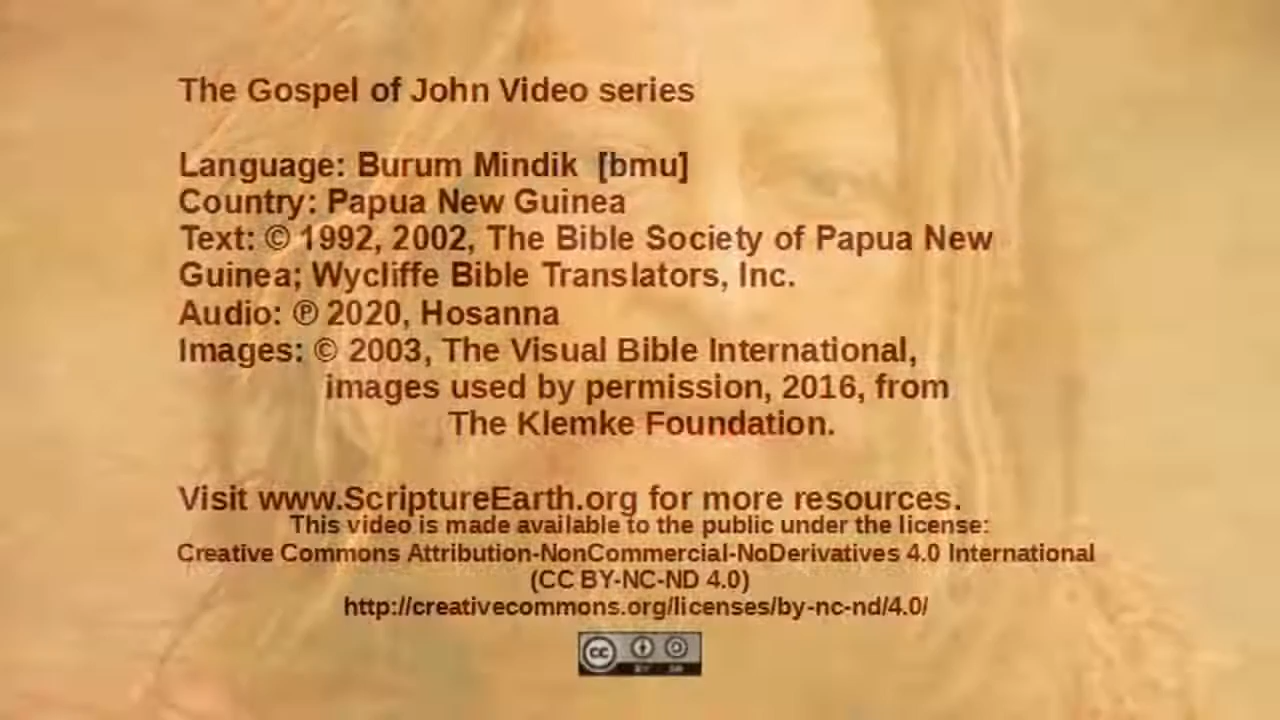 The Gospel of John Video series
Language: Burum Mindik [bmu]
Country: Papua New Guinea
Text: © 1992, 2002, The Bible Society of Papua New
Guinea; Wycliffe Bible Translators, Inc.
Audio: ℗ 2020, Hosanna
Images: © 2003, The Visual Bible International,
images used by permission, 2016, from
The Klemke Foundation.
Visit www.ScriptureEarth.org for more resources.
This video is made available to the public under the license:
Creative Commons Attribution-NonCommercial-NoDerivatives 4.0 International
(CC BY-NC-ND 4.0)
http://creativecommons.org/licenses/by-nc-nd/4.0/
cc